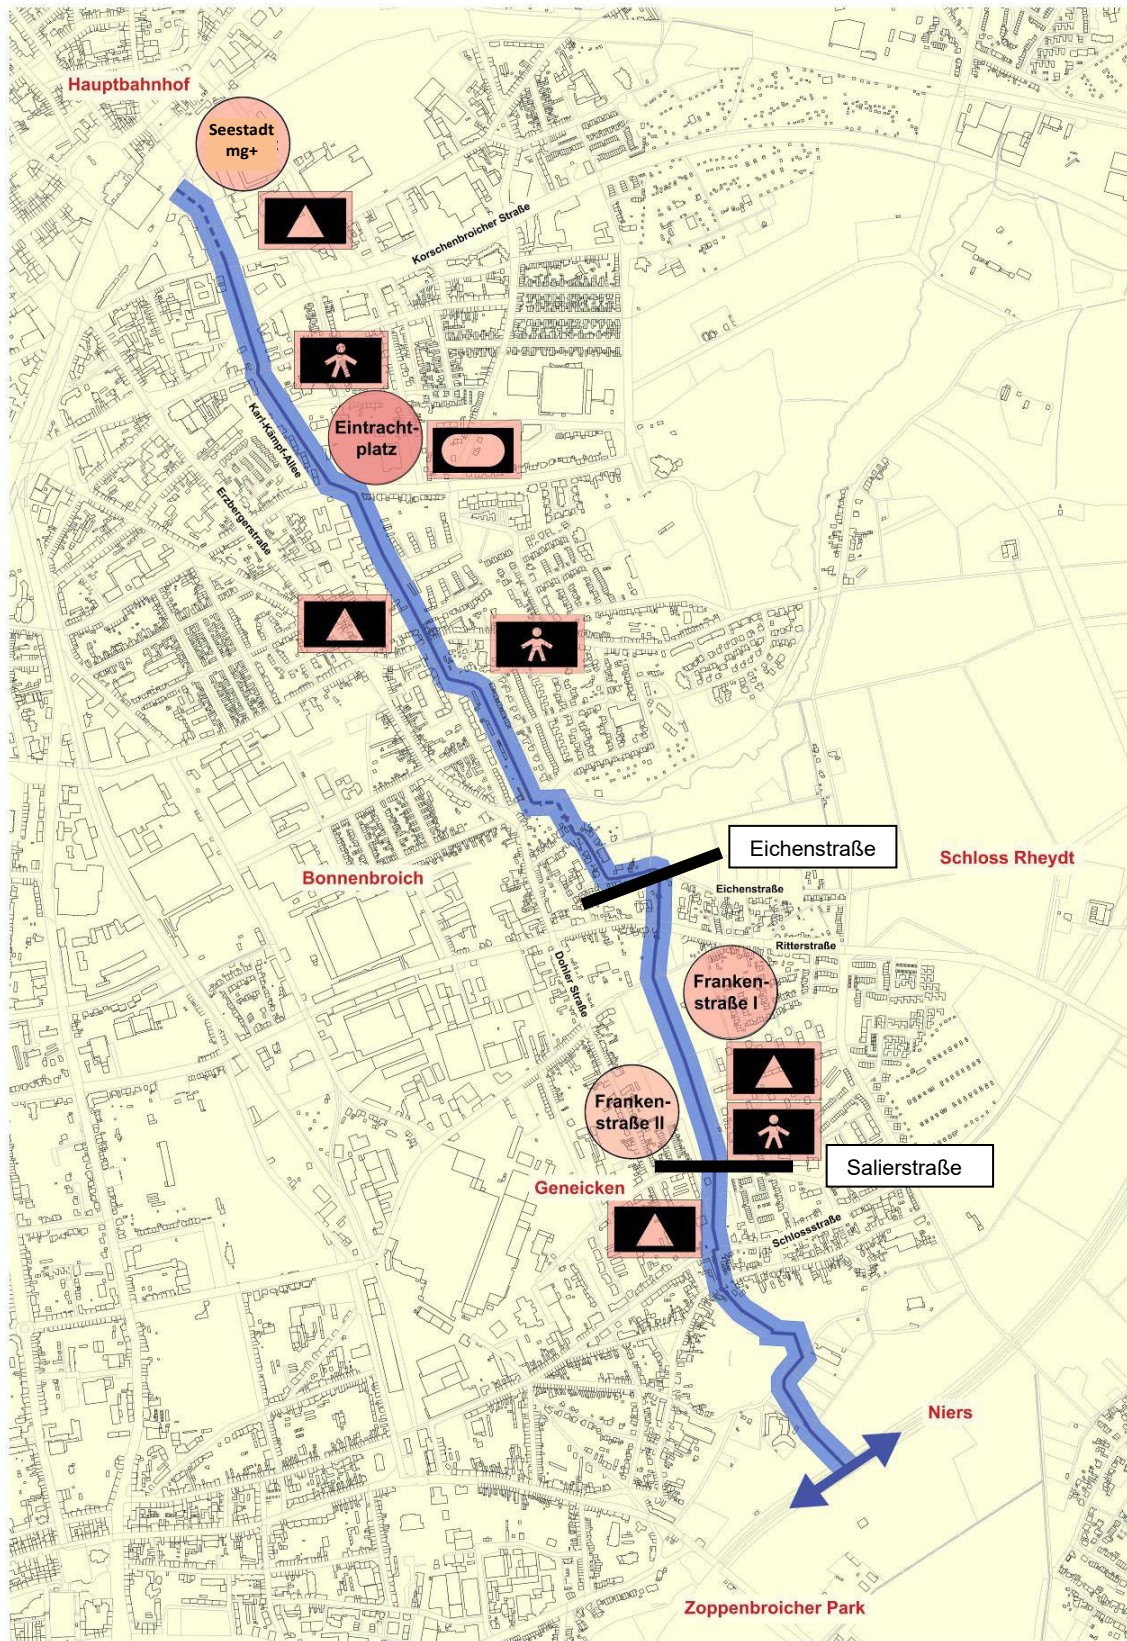 Hauptbahnhof
Seestadt
mg+
Korschenbroicher Straße
Karl-Kämpf-Allee
Eintracht-
platz
Erzbergerstraße
Eichenstraße
Schloss Rheydt
Bonnenbroich
Eichenstraße
Ritterstraße
Dohler Straße
Franken-
straße I
Franken-
straße II
Salierstraße
Geneicken
Schlossstraße
Niers
Zoppenbroicher Park